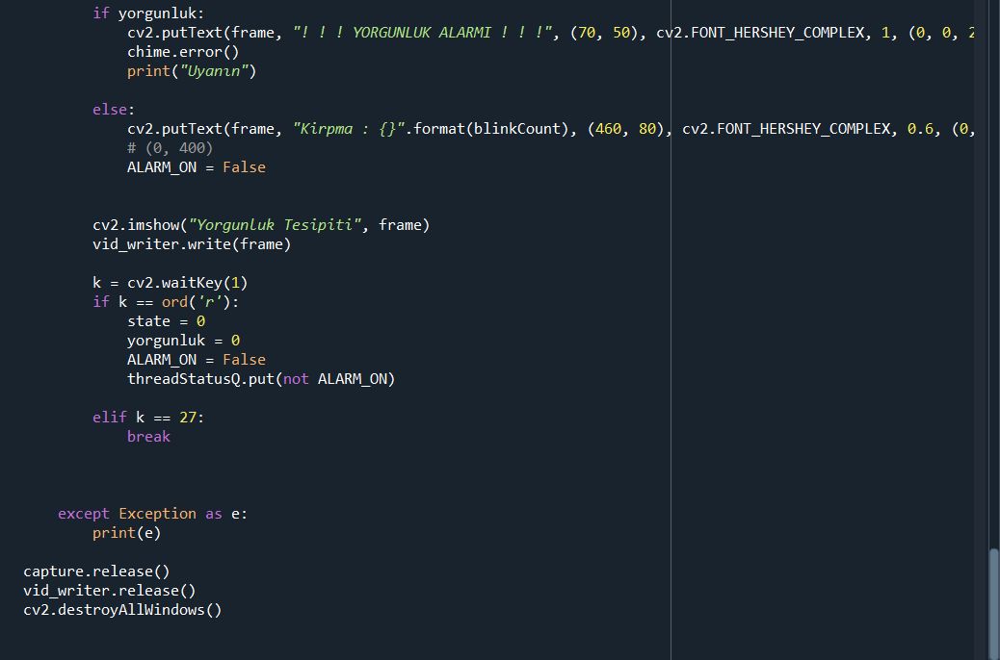 if yorgunluk:
cv2.putText(frame, "! ! ! YORGUNLUK ALARMI ! ! !", (70, 50), cv2.FONT_HERSHEY_COMPLEX, 1, (0, 0, 2
chime.error()
print("Uyanın")
else:
cv2.putText(frame, "Kirpma : {}".format(blinkCount), (460, 80), cv2.FONT_HERSHEY_COMPLEX, 0.6, (0,
# (0, 400)
ALARM_ON = False
cv2.imshow("Yorgunluk Tesipiti", frame)
vid_writer.write(frame)
k = cv2.waitKey(1)
if k == ord('r'):
state = 0
yorgunluk = 0
ALARM_ON = False
threadStatusQ.put(not ALARM_ON)
elif k == 27:
break
except Exception as e:
print(e)
capture.release()
vid_writer.release()
cv2.destroyAllWindows()